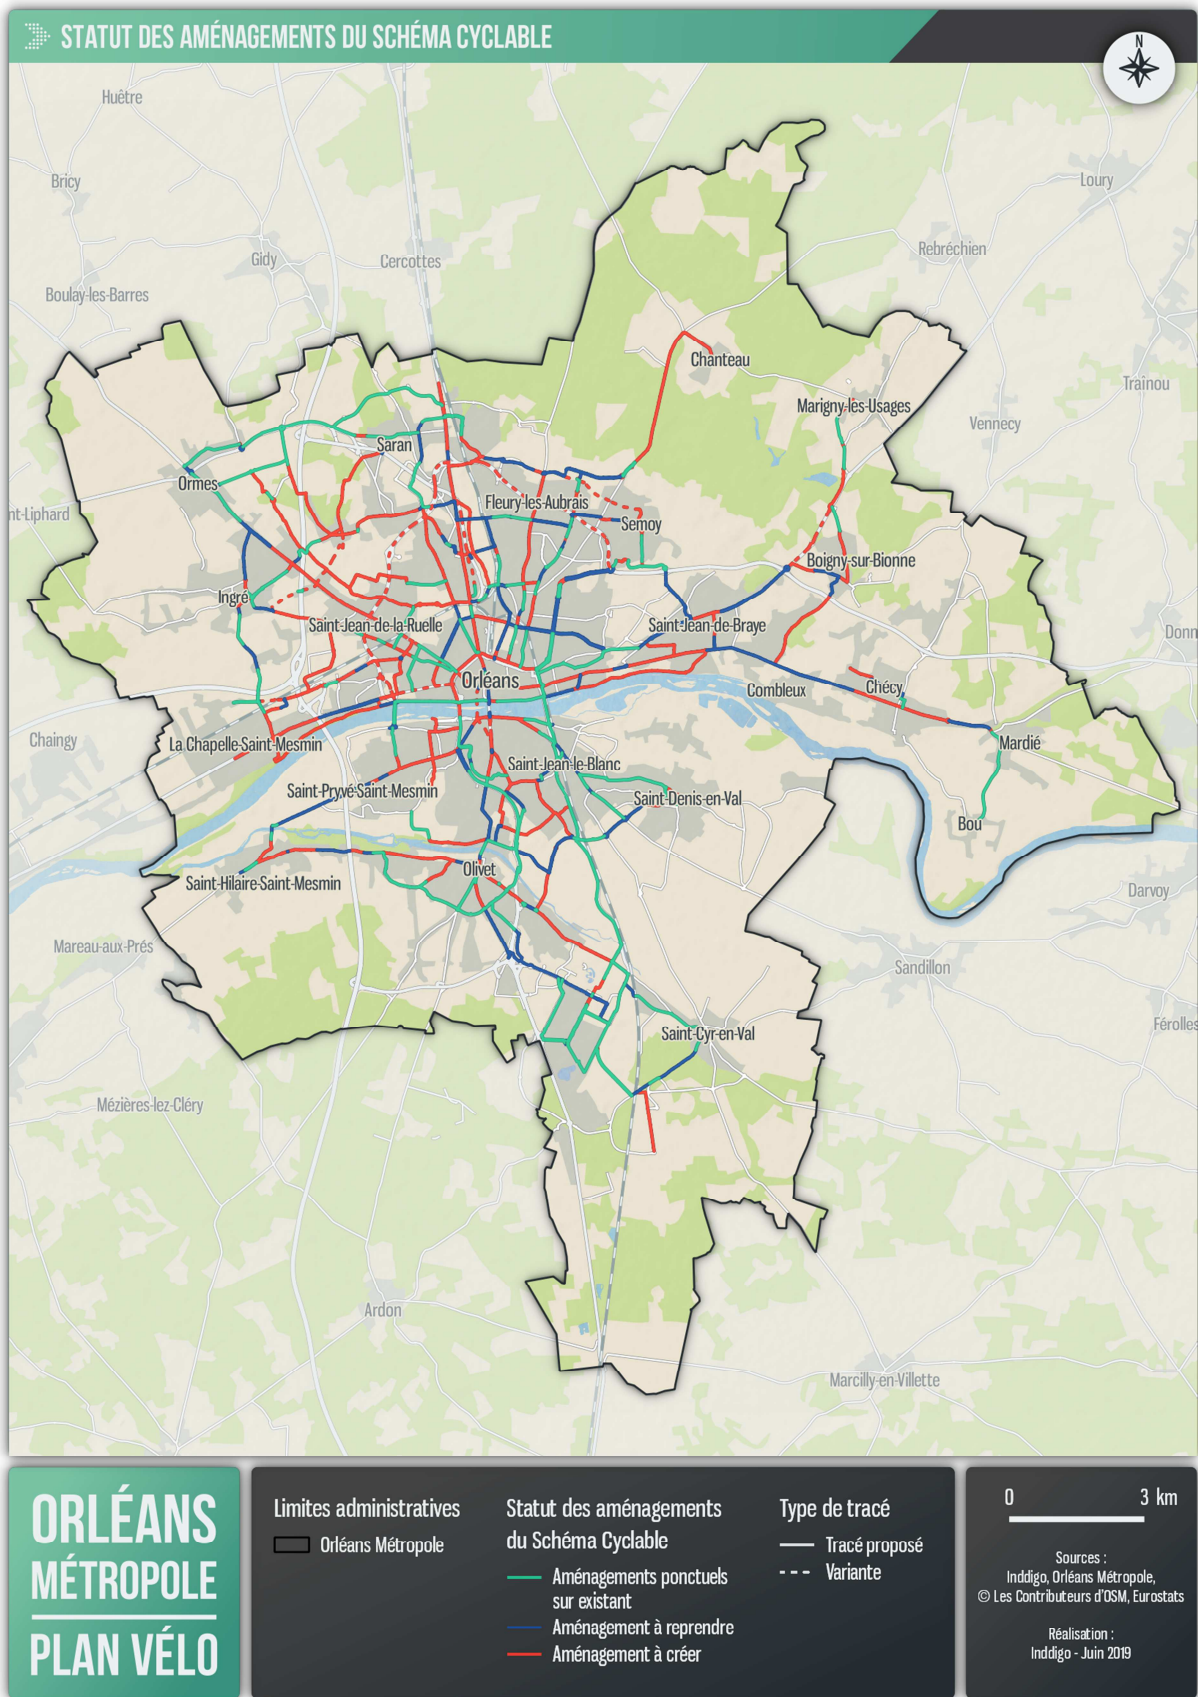 STATUT DES AMÉNAGEMENTS DU SCHÉMA CYCLABLE
N
Huêtre
Bricy
Loury
Gidy
Cercottes
Rebréchien
Boulay-les-Barres
Chanteau
Traînou
Marigny-les-Usages
Vennecy
Saran
Ormes
Fleury-les-Aubrais
nt-Liphard
Semoy
Boigny-sur-Bionne
Ingré
Saint-Jean-de-la-Ruelle
Saint-Jean-de-Braye
Donn
Orléans
Combleux
Chécy
Chaingy
La Chapelle-Saint-Mesmin
Mardié
Saint-Jean-le-Blanc
Saint-Pryvé-Saint-Mesmin
Saint-Denis-en-Val
Bou
Olivet
Saint-Hilaire-Saint-Mesmin
Darvoy
Mareau-aux-Prés
Sandillon
Saint-Cyr-en-Val
Férolles
Mézières-lez-Cléry
Ardon
Marcilly-en-Villette
ORLÉANS
MÉTROPOLE
PLAN VÉLO
Limites administratives
Orléans Métropole
Statut des aménagements
du Schéma Cyclable
Aménagements ponctuels
sur existant
Aménagement à reprendre
Aménagement à créer
Type de tracé
Tracé proposé
Variante
0 3 km
Sources :
Inddigo, Orléans Métropole,
© Les Contributeurs d'OSM, Eurostats
Réalisation :
Inddigo - Juin 2019